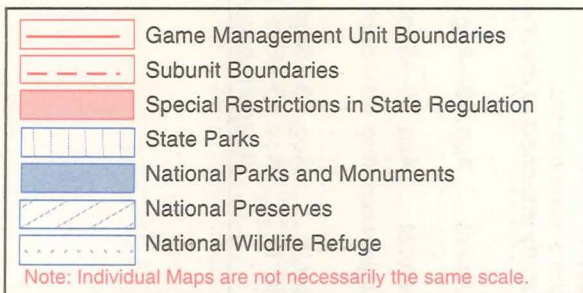 Game Management Unit Boundaries
Subunit Boundaries
Special Restrictions in State Regulation
State Parks
National Parks and Monuments
National Preserves
National Wildlife Refuge
Note: Individual Maps are not necessarily the same scale.